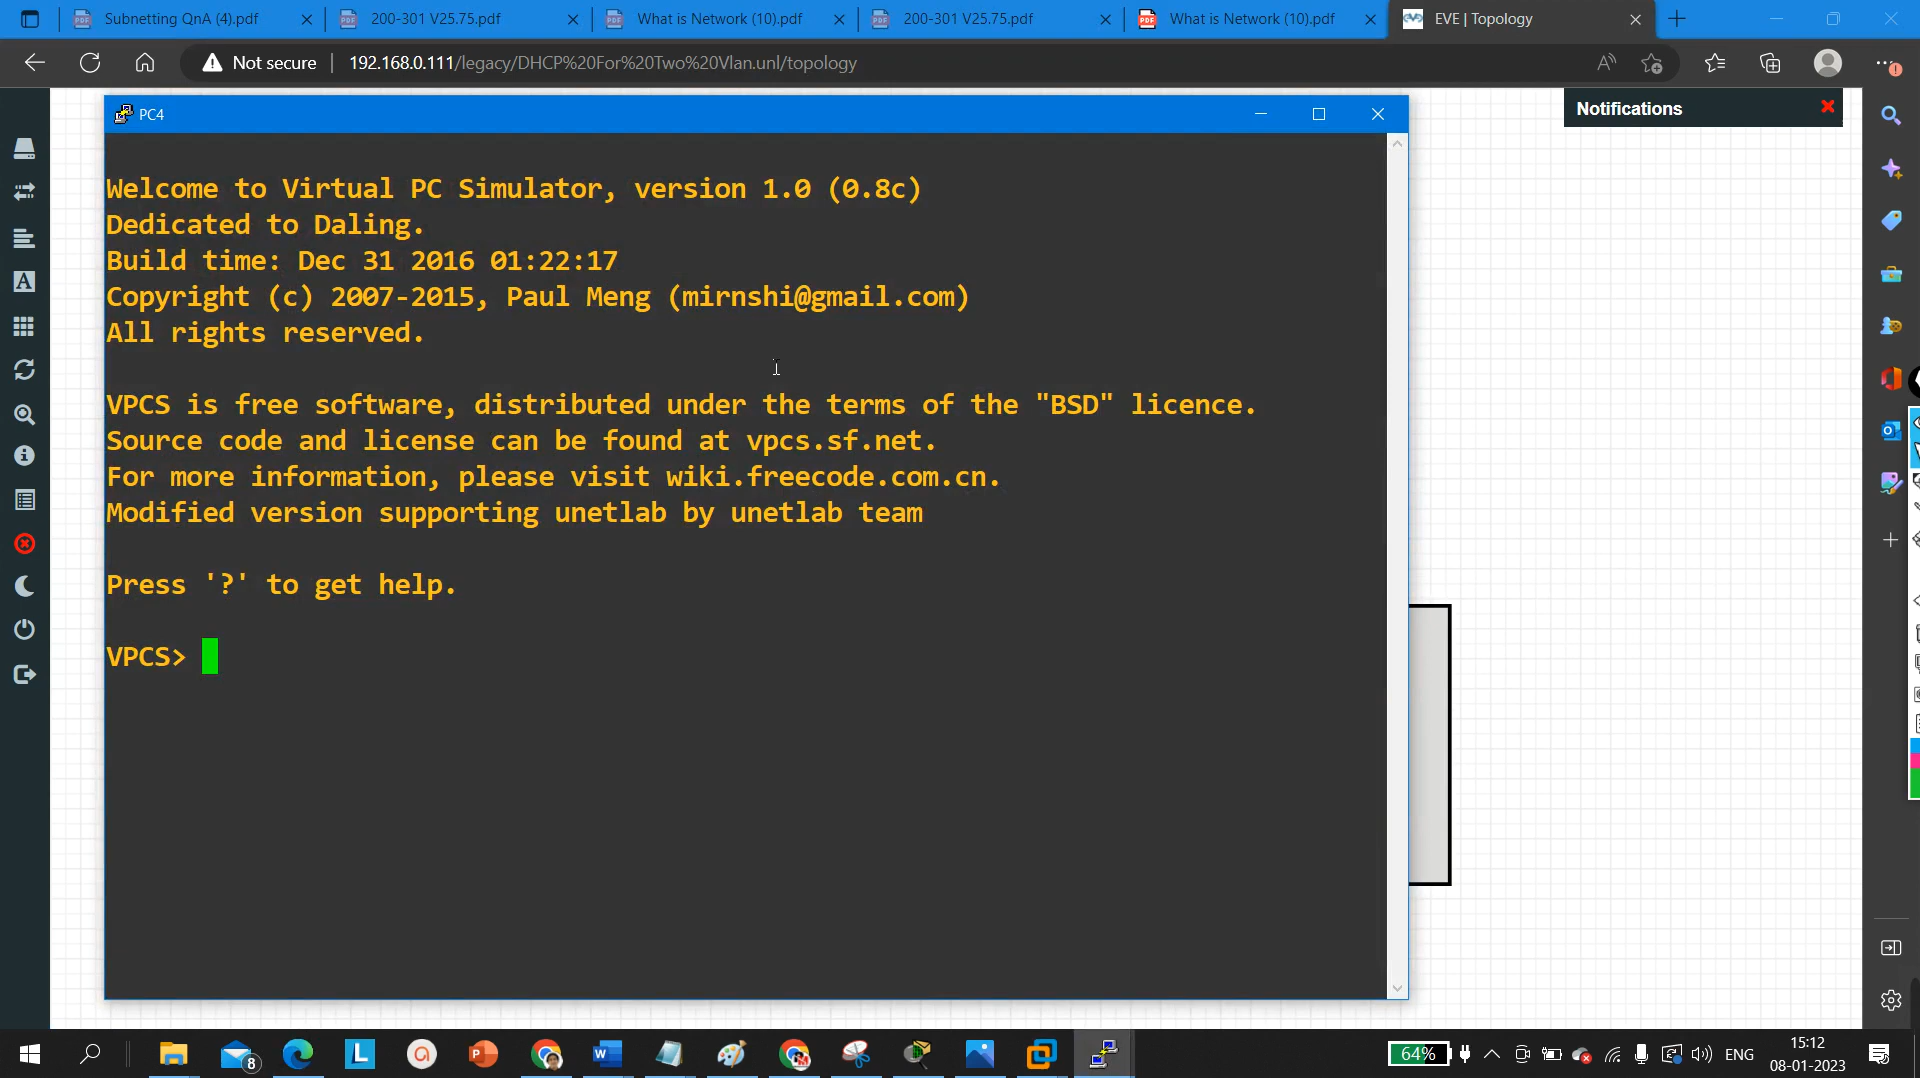 Subnetting QnA (4).pdf
200-301 V25.75.pdf
What is Network (10).pdf
200-301 V25.75.pdf
What is Network (10).pdf
EVE | Topology
Not secure
192.168.0.111/legacy/DHCP%20For%20Two%20Vlan.unl/topology
PC4
Notifications
Welcome to Virtual PC Simulator, version 1.0 (0.8c)
Dedicated to Daling.
Build time: Dec 31 2016 01:22:17
Copyright (c) 2007-2015, Paul Meng (mirnshi@gmail.com)
All rights reserved.
VPCS is free software, distributed under the terms of the "BSD" licence.
Source code and license can be found at vpcs.sf.net.
For more information, please visit wiki.freecode.com.cn.
Modified version supporting unetlab by unetlab team
Press '?' to get help.
VPCS>
8
64%
ENG
15:12
08-01-2023